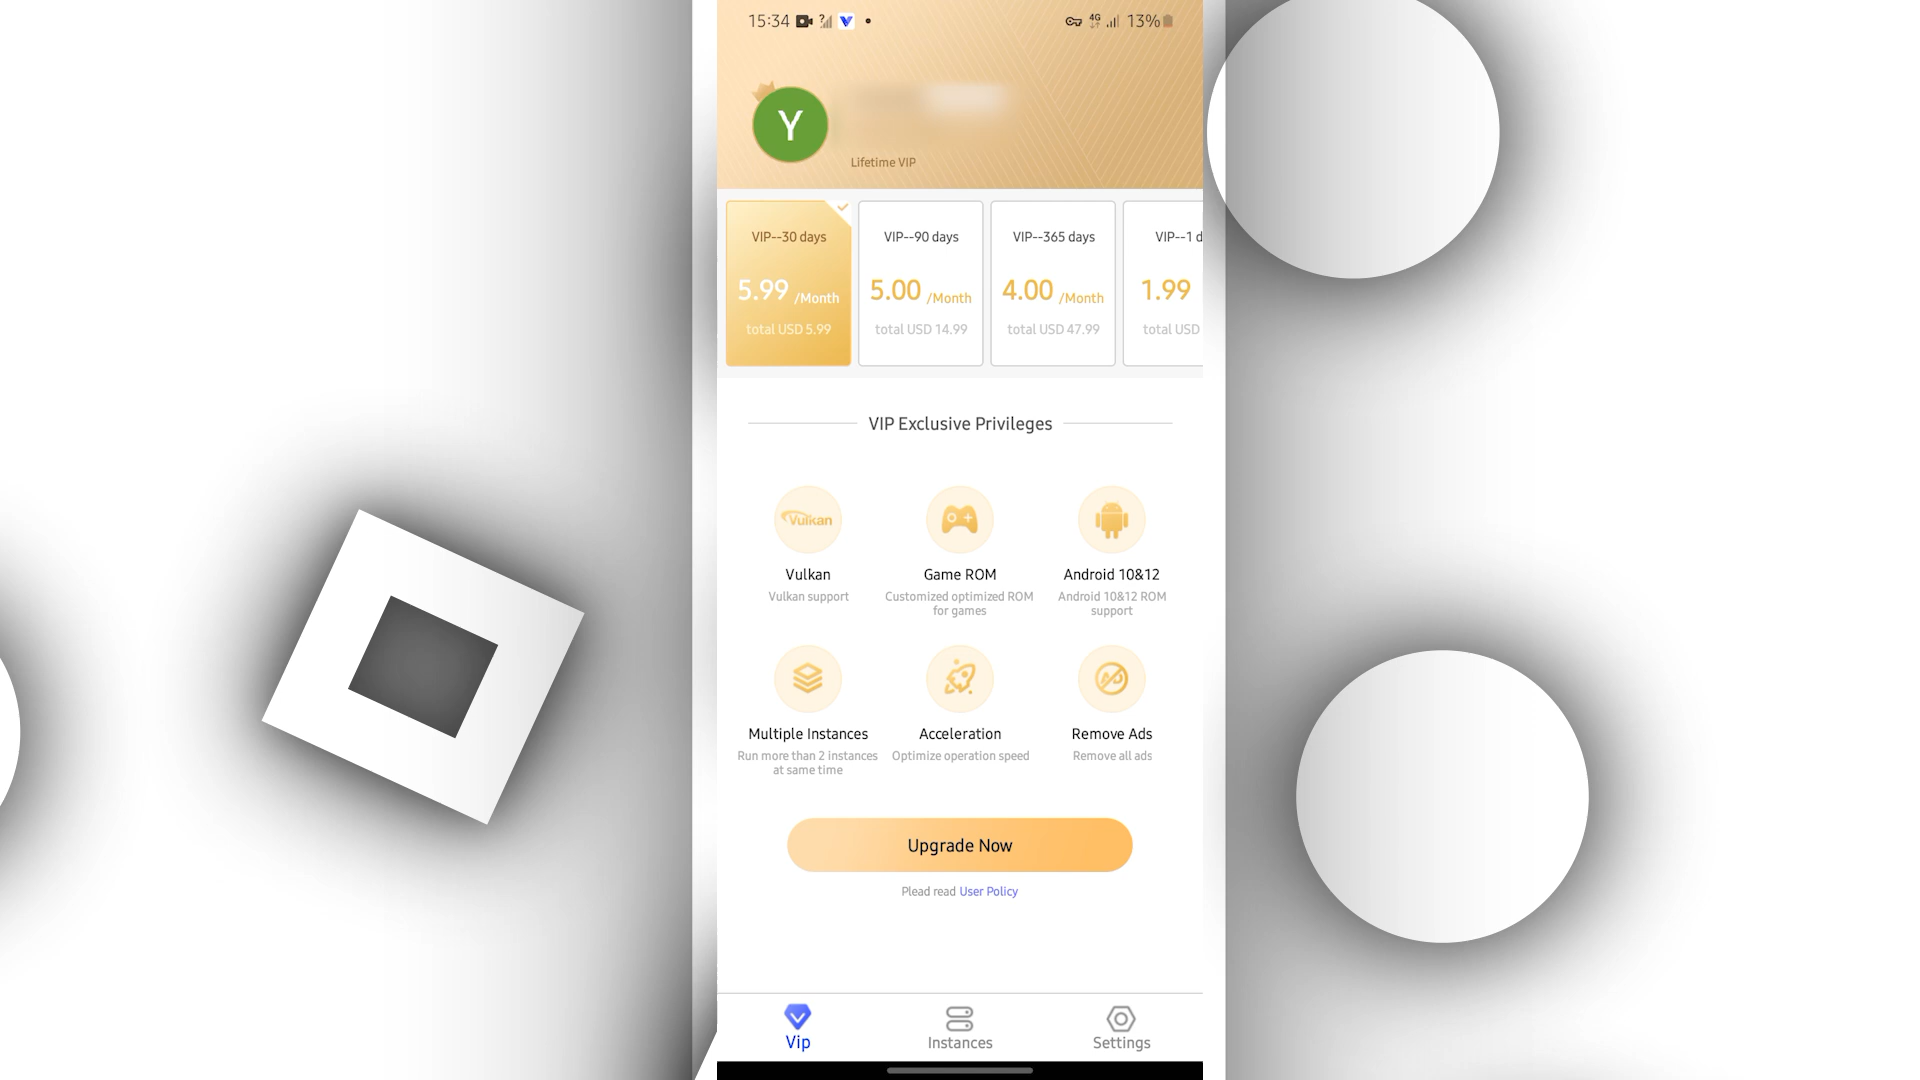 15:34
4G
13%
Y
Lifetime VIP
VIP--30 days
5.99 /Month
total USD 5.99
VIP--90 days
5.00 /Month
total USD 14.99
VIP--365 days
4.00 /Month
total USD 47.99
VIP--1 d
1.99
total USD
VIP Exclusive Privileges
Vulkan
Vulkan
Vulkan support
Game ROM
Customized optimized ROM
for games
Android 10&12
Android 10&12 ROM
support
Multiple Instances
Run more than 2 instances
at same time
Acceleration
Optimize operation speed
AD
Remove Ads
Remove all ads
Upgrade Now
Plead read User Policy
Vip
Instances
Settings